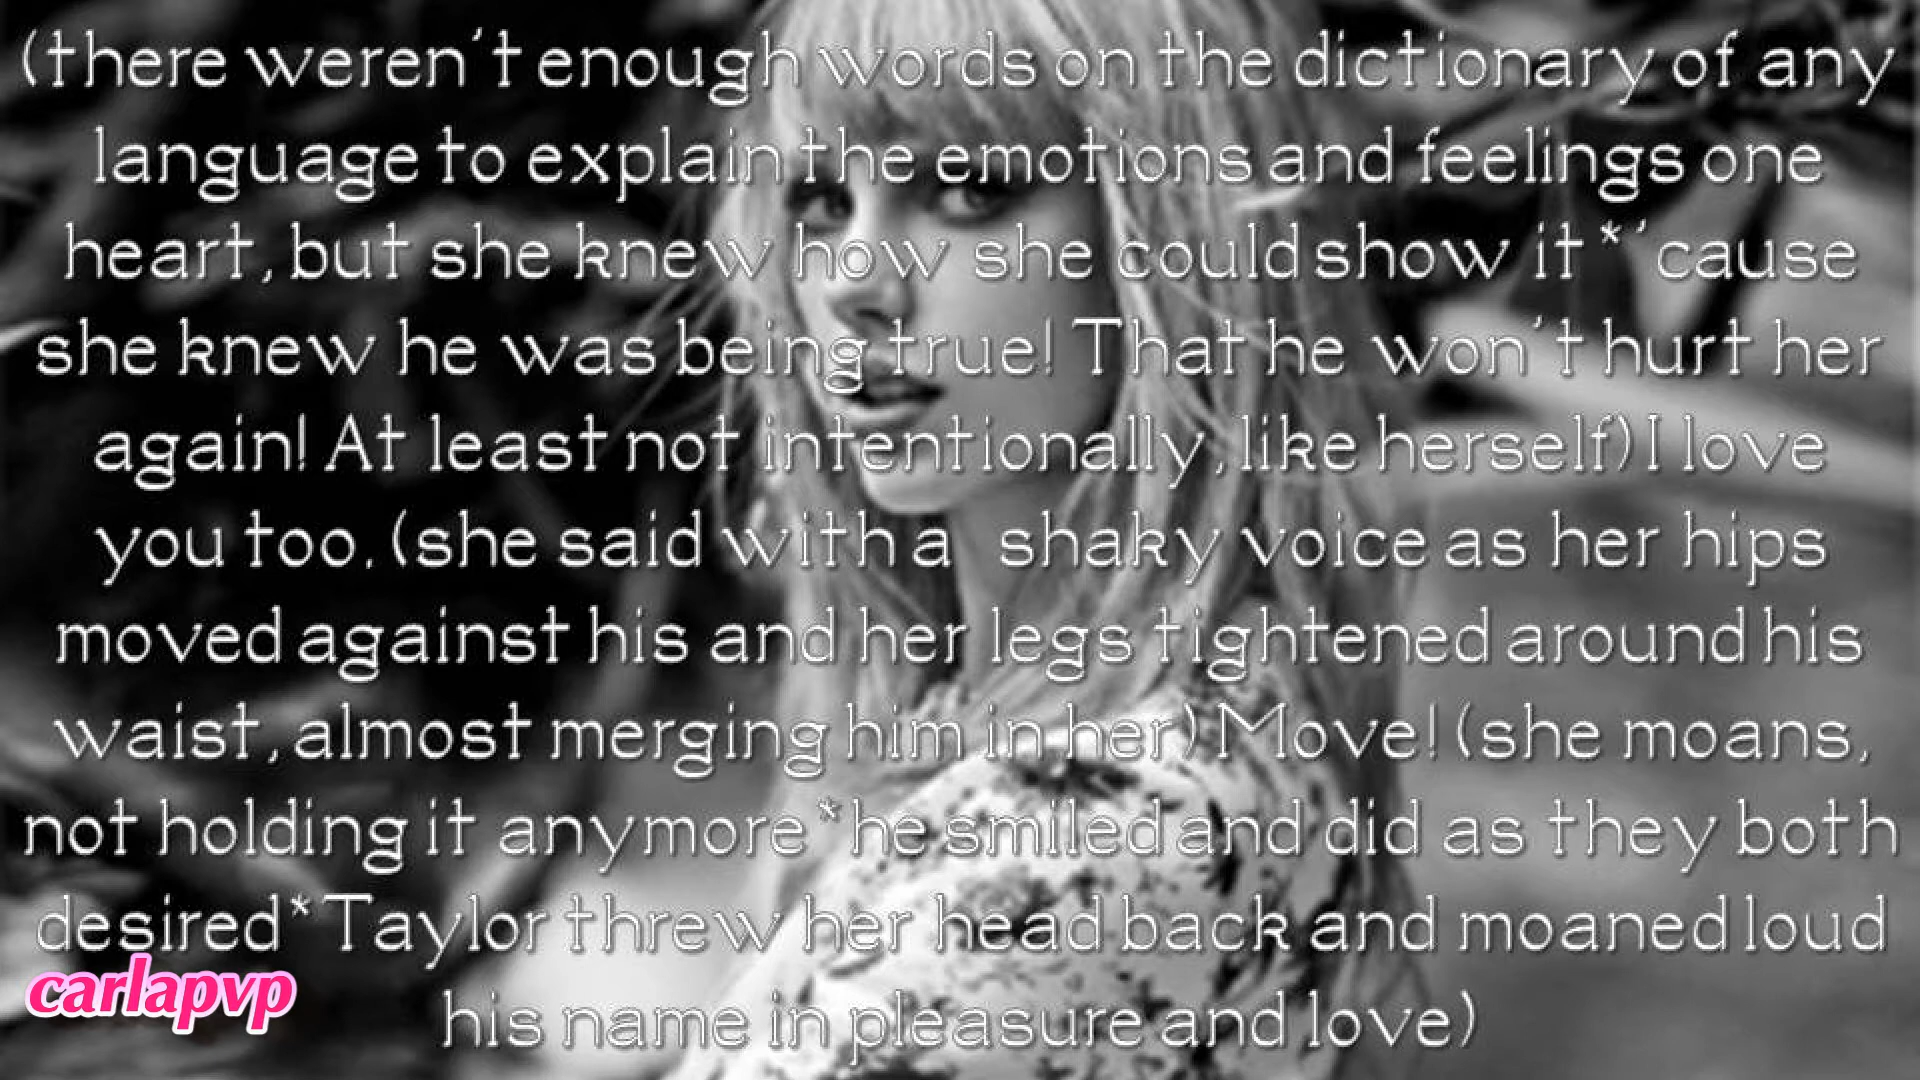 (there weren't enough words on the dictionary of any
language to explain the emotions and feelings one
heart, but she knew how she could show it *'cause
she knew he was being true! That he won't hurt her
again! At least not intentionally, like herself) I love
you too. (she said with a shaky voice as her hips
moved against his and her legs tightened around his
waist, almost merging him in her) Move! (she moans,
not holding it anymore *he smiled and did as they both
desired* Taylor threw her head back and moaned loud
his name in pleasure and love)
carlapvp